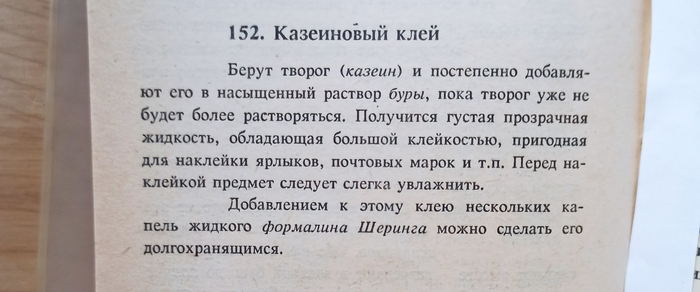 152. Казеиновый клей
Берут творог (казеин) и постепенно добавля-
ют его в насыщенный раствор буры, пока творог уже не
будет более растворяться. Получится густая прозрачная
жидкость, обладающая большой клейкостью, пригодная
для наклейки ярлыков, почтовых марок и т.п. Перед на-
клейкой предмет следует слегка увлажнить.
Добавлением к этому клею нескольких ка-
пель жидкого формалина Шеринга можно сделать его
долгохранящимся.